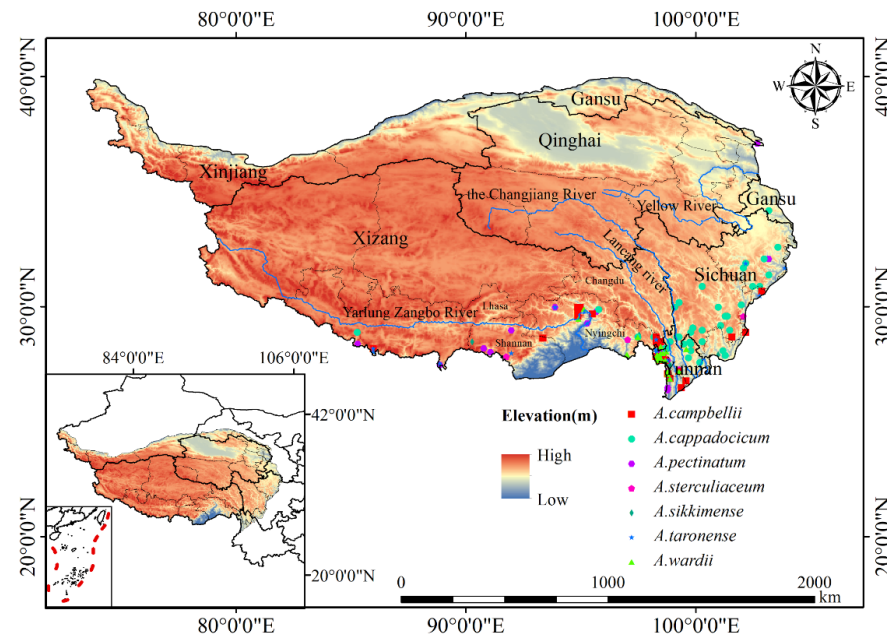 80°0'0"E 90°0'0"E 100°0'0"E
40°0'0"N
40°0'0"N
N
W E
S
Gansu
Qinghai
Xinjiang
the Changjiang River
Yellow River
Gansu
Xizang
Lancang river
Sichuan
Changdu
30°0'0"N
30°0'0"N
Lhasa
Yarlung Zangbo River
Nyingchi
Shannan
Yunnan
84°0'0"E 106°0'0"E
42°0'0"N
20°0'0"N
Elevation(m)
High
Low
A.campbellii
A.cappadocicum
A.pectinatum
A.sterculiaceum
A.sikkimense
A.taronense
A.wardii
20°0'0"N
20°0'0"N
0 1000 2000
km
80°0'0"E 90°0'0"E 100°0'0"E